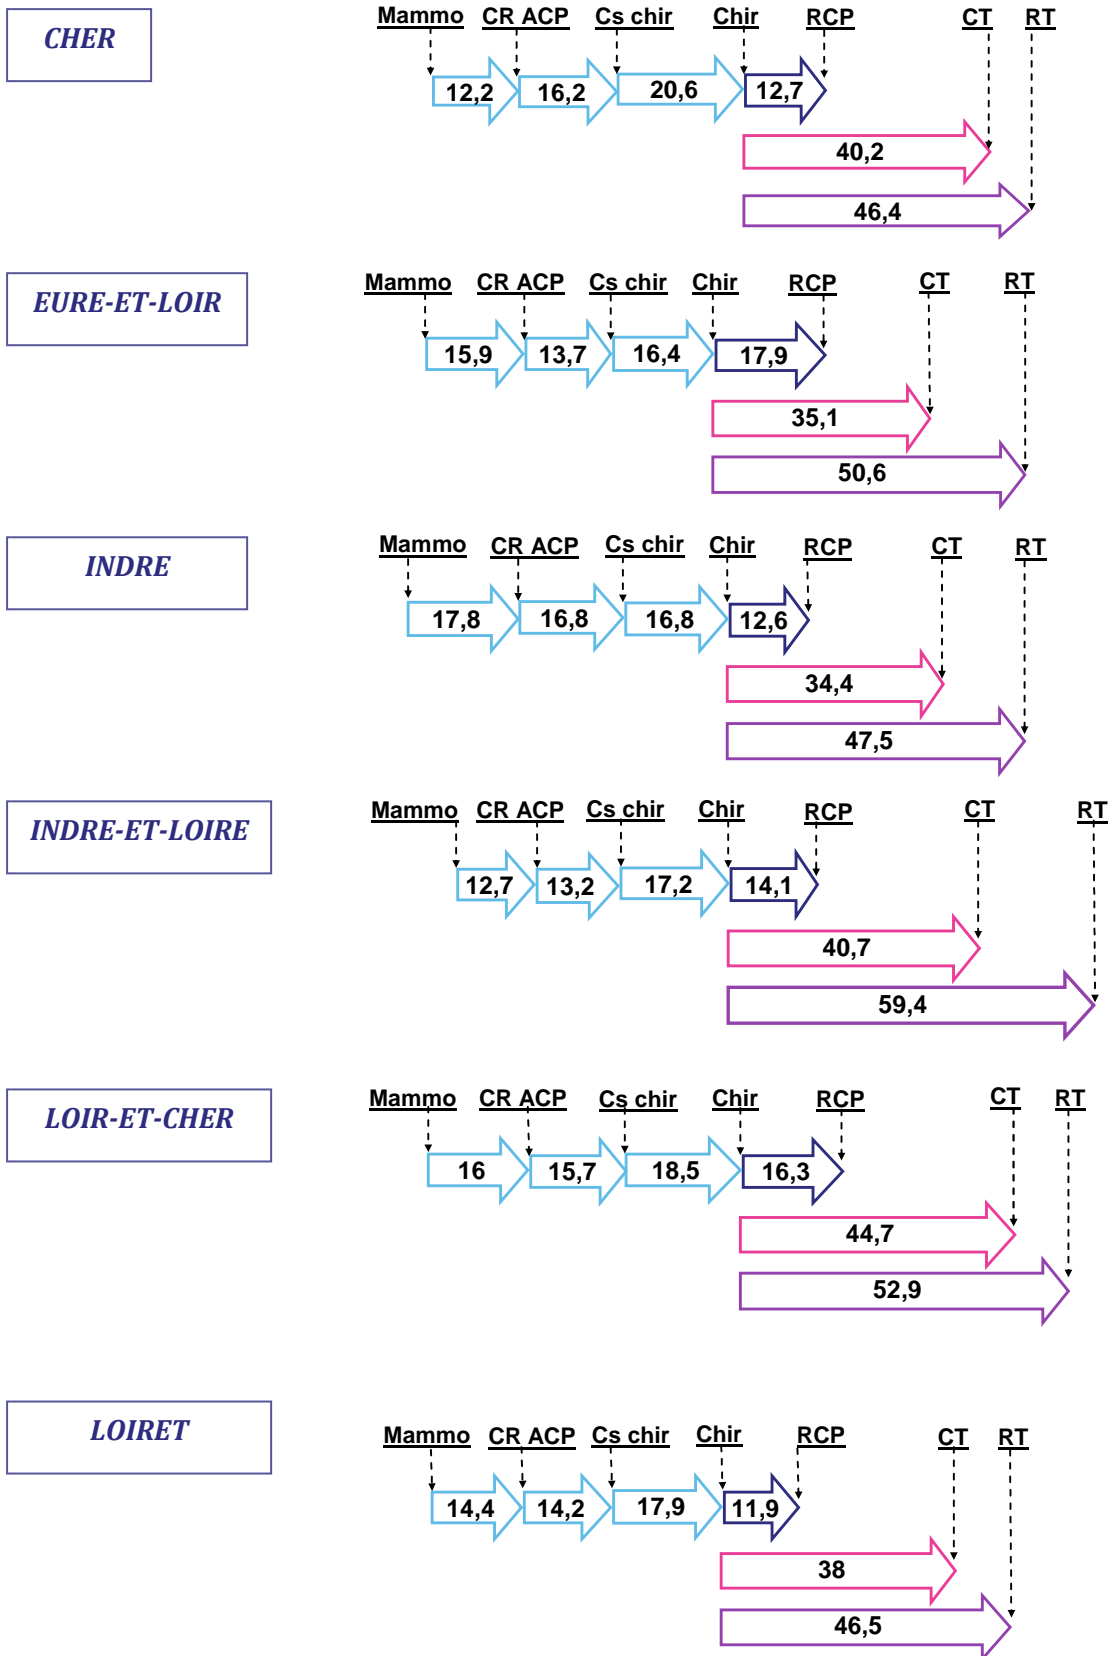 CHER
Mammo CR ACP Cs chir Chir RCP CT RT
12,2 16,2 20,6 12,7
40,2
46,4
EURE-ET-LOIR
Mammo CR ACP Cs chir Chir RCP CT RT
15,9 13,7 16,4 17,9
35,1
50,6
INDRE
Mammo CR ACP Cs chir Chir RCP CT RT
17,8 16,8 16,8 12,6
34,4
47,5
INDRE-ET-LOIRE
Mammo CR ACP Cs chir Chir RCP CT RT
12,7 13,2 17,2 14,1
40,7
59,4
LOIR-ET-CHER
Mammo CR ACP Cs chir Chir RCP CT RT
16 15,7 18,5 16,3
44,7
52,9
LOIRET
Mammo CR ACP Cs chir Chir RCP CT RT
14,4 14,2 17,9 11,9
38
46,5